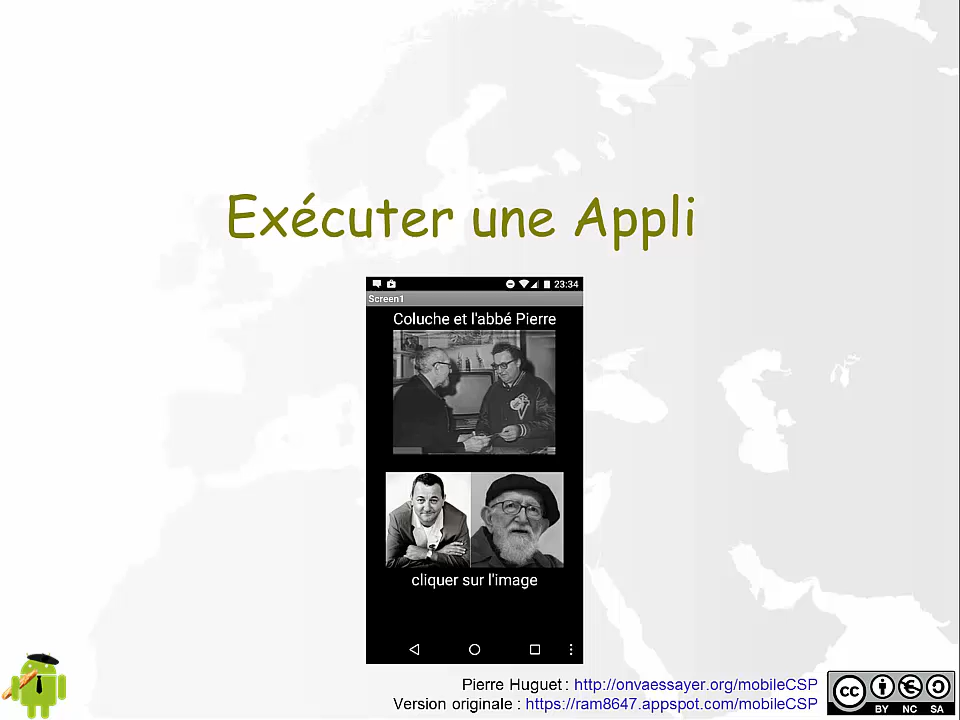 Exécuter une Appli
23:34
Screen1
Coluche et l'abbé Pierre
cliquer sur l'image
Pierre Huguet : http://onvaessayer.org/mobileCSP
Version originale : https://ram8647.appspot.com/mobileCSP
cc
BY NC SA